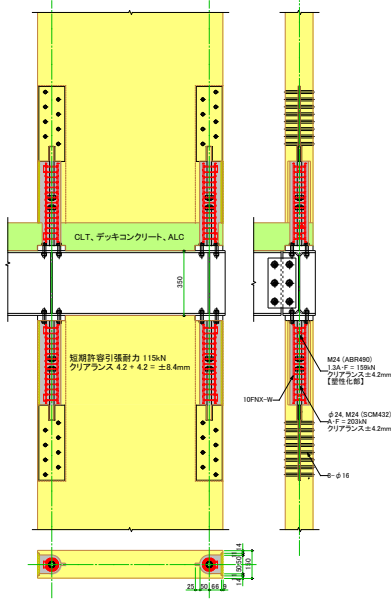 CLT、デッキコンクリート、ALC
350
短期許容引張耐力 115kN
クリアランス 4.2 + 4.2 = ±8.4mm
M24 (ABR490)
1.3A·F = 159kN
クリアランス±4.2mm
【塑性化部】
10FNX-W
φ24, M24 (SCM432)
A·F = 203kN
クリアランス±4.2mm
8-φ16
25 50 66 9
150